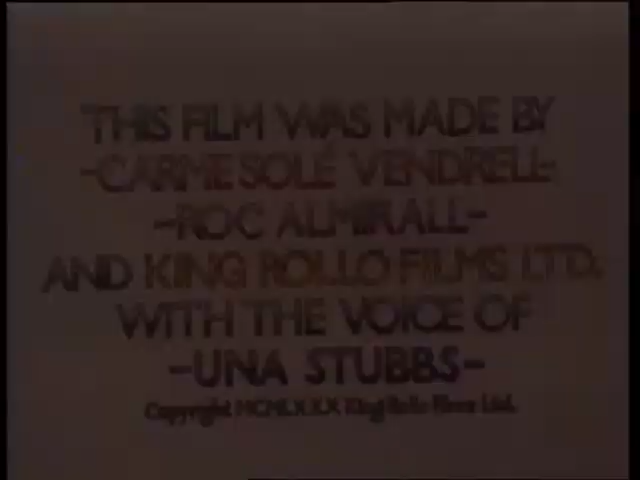 THIS FILM WAS MADE BY
-CARME SOLÉ VENDRELL-
-ROC ALMIRALL-
AND KING ROLLO FILMS LTD.
WITH THE VOICE OF
-UNA STUBBS-
Copyright King Rollo Films Ltd.